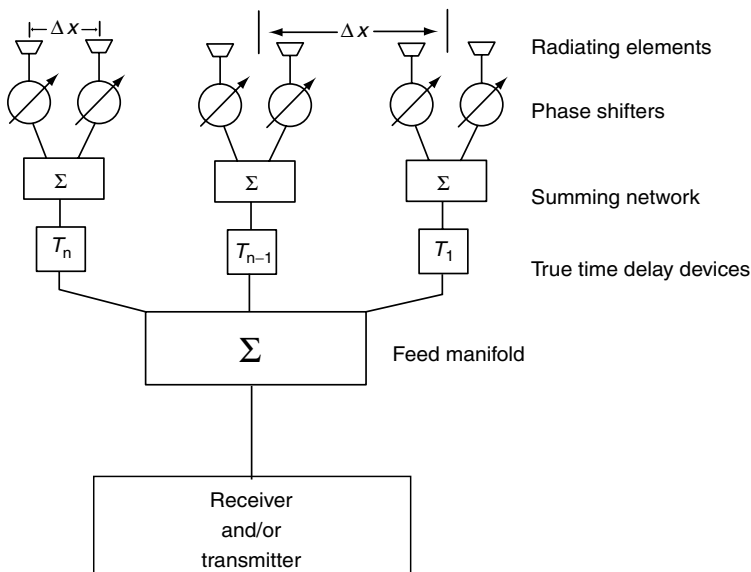 Δx
Δx
Radiating elements
Phase shifters
Σ
Σ
Σ
Summing network
Tn
Tn−1
T1
True time delay devices
Σ
Feed manifold
Receiver
and/or
transmitter